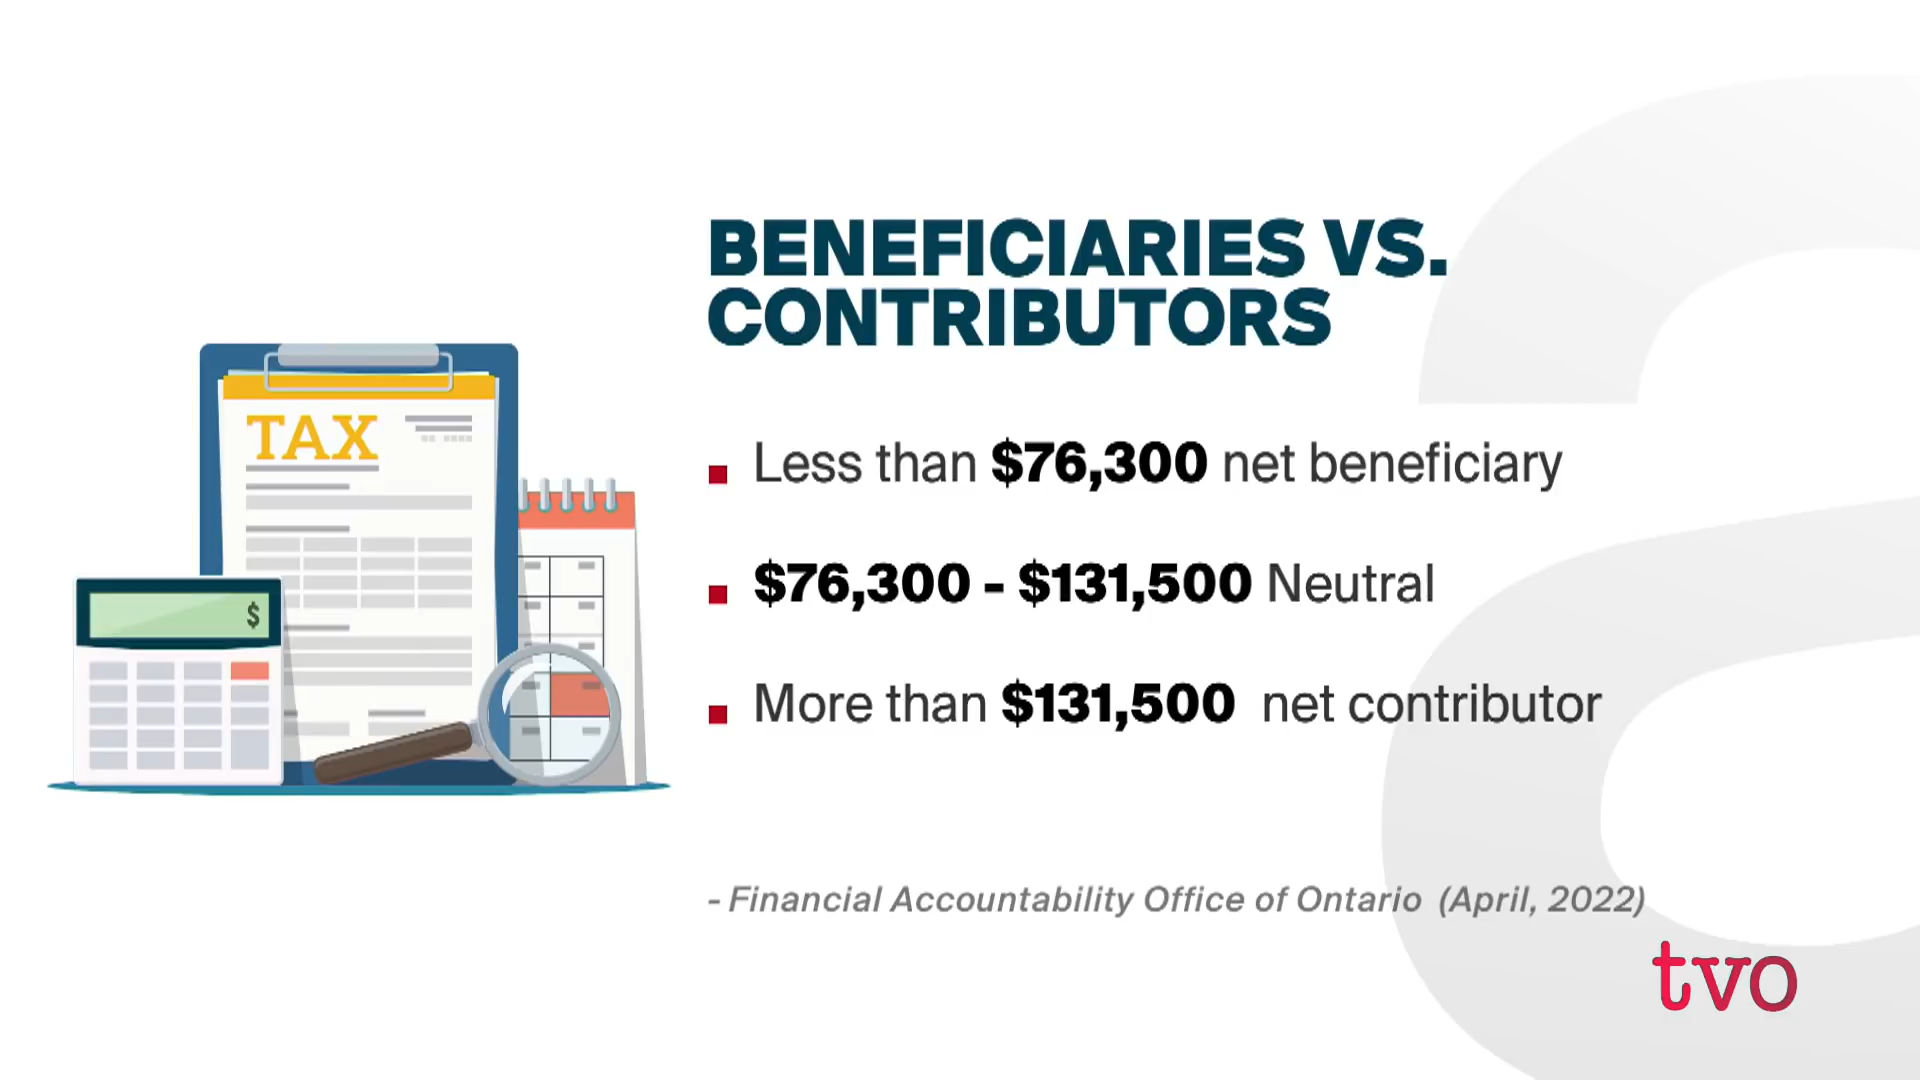 BENEFICIARIES VS.
CONTRIBUTORS
TAX
Less than $76,300 net beneficiary
$76,300 - $131,500 Neutral
$
More than $131,500 net contributor
- Financial Accountability Office of Ontario (April, 2022)
tvo